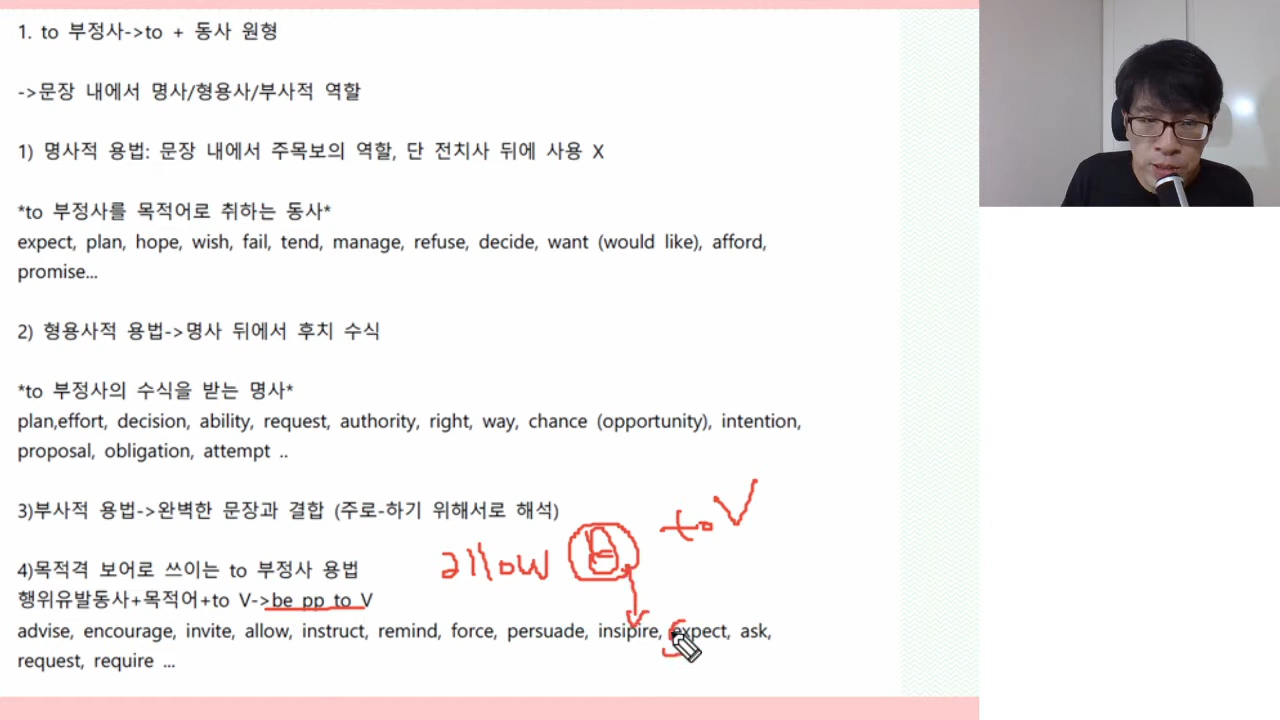 1. to 부정사->to + 동사 원형
->문장 내에서 명사/형용사/부사적 역할
1) 명사적 용법: 문장 내에서 주목보의 역할, 단 전치사 뒤에 사용 X
*to 부정사를 목적어로 취하는 동사*
expect, plan, hope, wish, fail, tend, manage, refuse, decide, want (would like), afford,
promise...
2) 형용사적 용법->명사 뒤에서 후치 수식
*to 부정사의 수식을 받는 명사*
plan,effort, decision, ability, request, authority, right, way, chance (opportunity), intention,
proposal, obligation, attempt ..
3)부사적 용법->완벽한 문장과 결합 (주로-하기 위해서로 해석)
allow to V
4)목적격 보어로 쓰이는 to 부정사 용법
행위유발동사+목적어+to V->be pp to V
advise, encourage, invite, allow, instruct, remind, force, persuade, insipire, expect, ask,
request, require ...